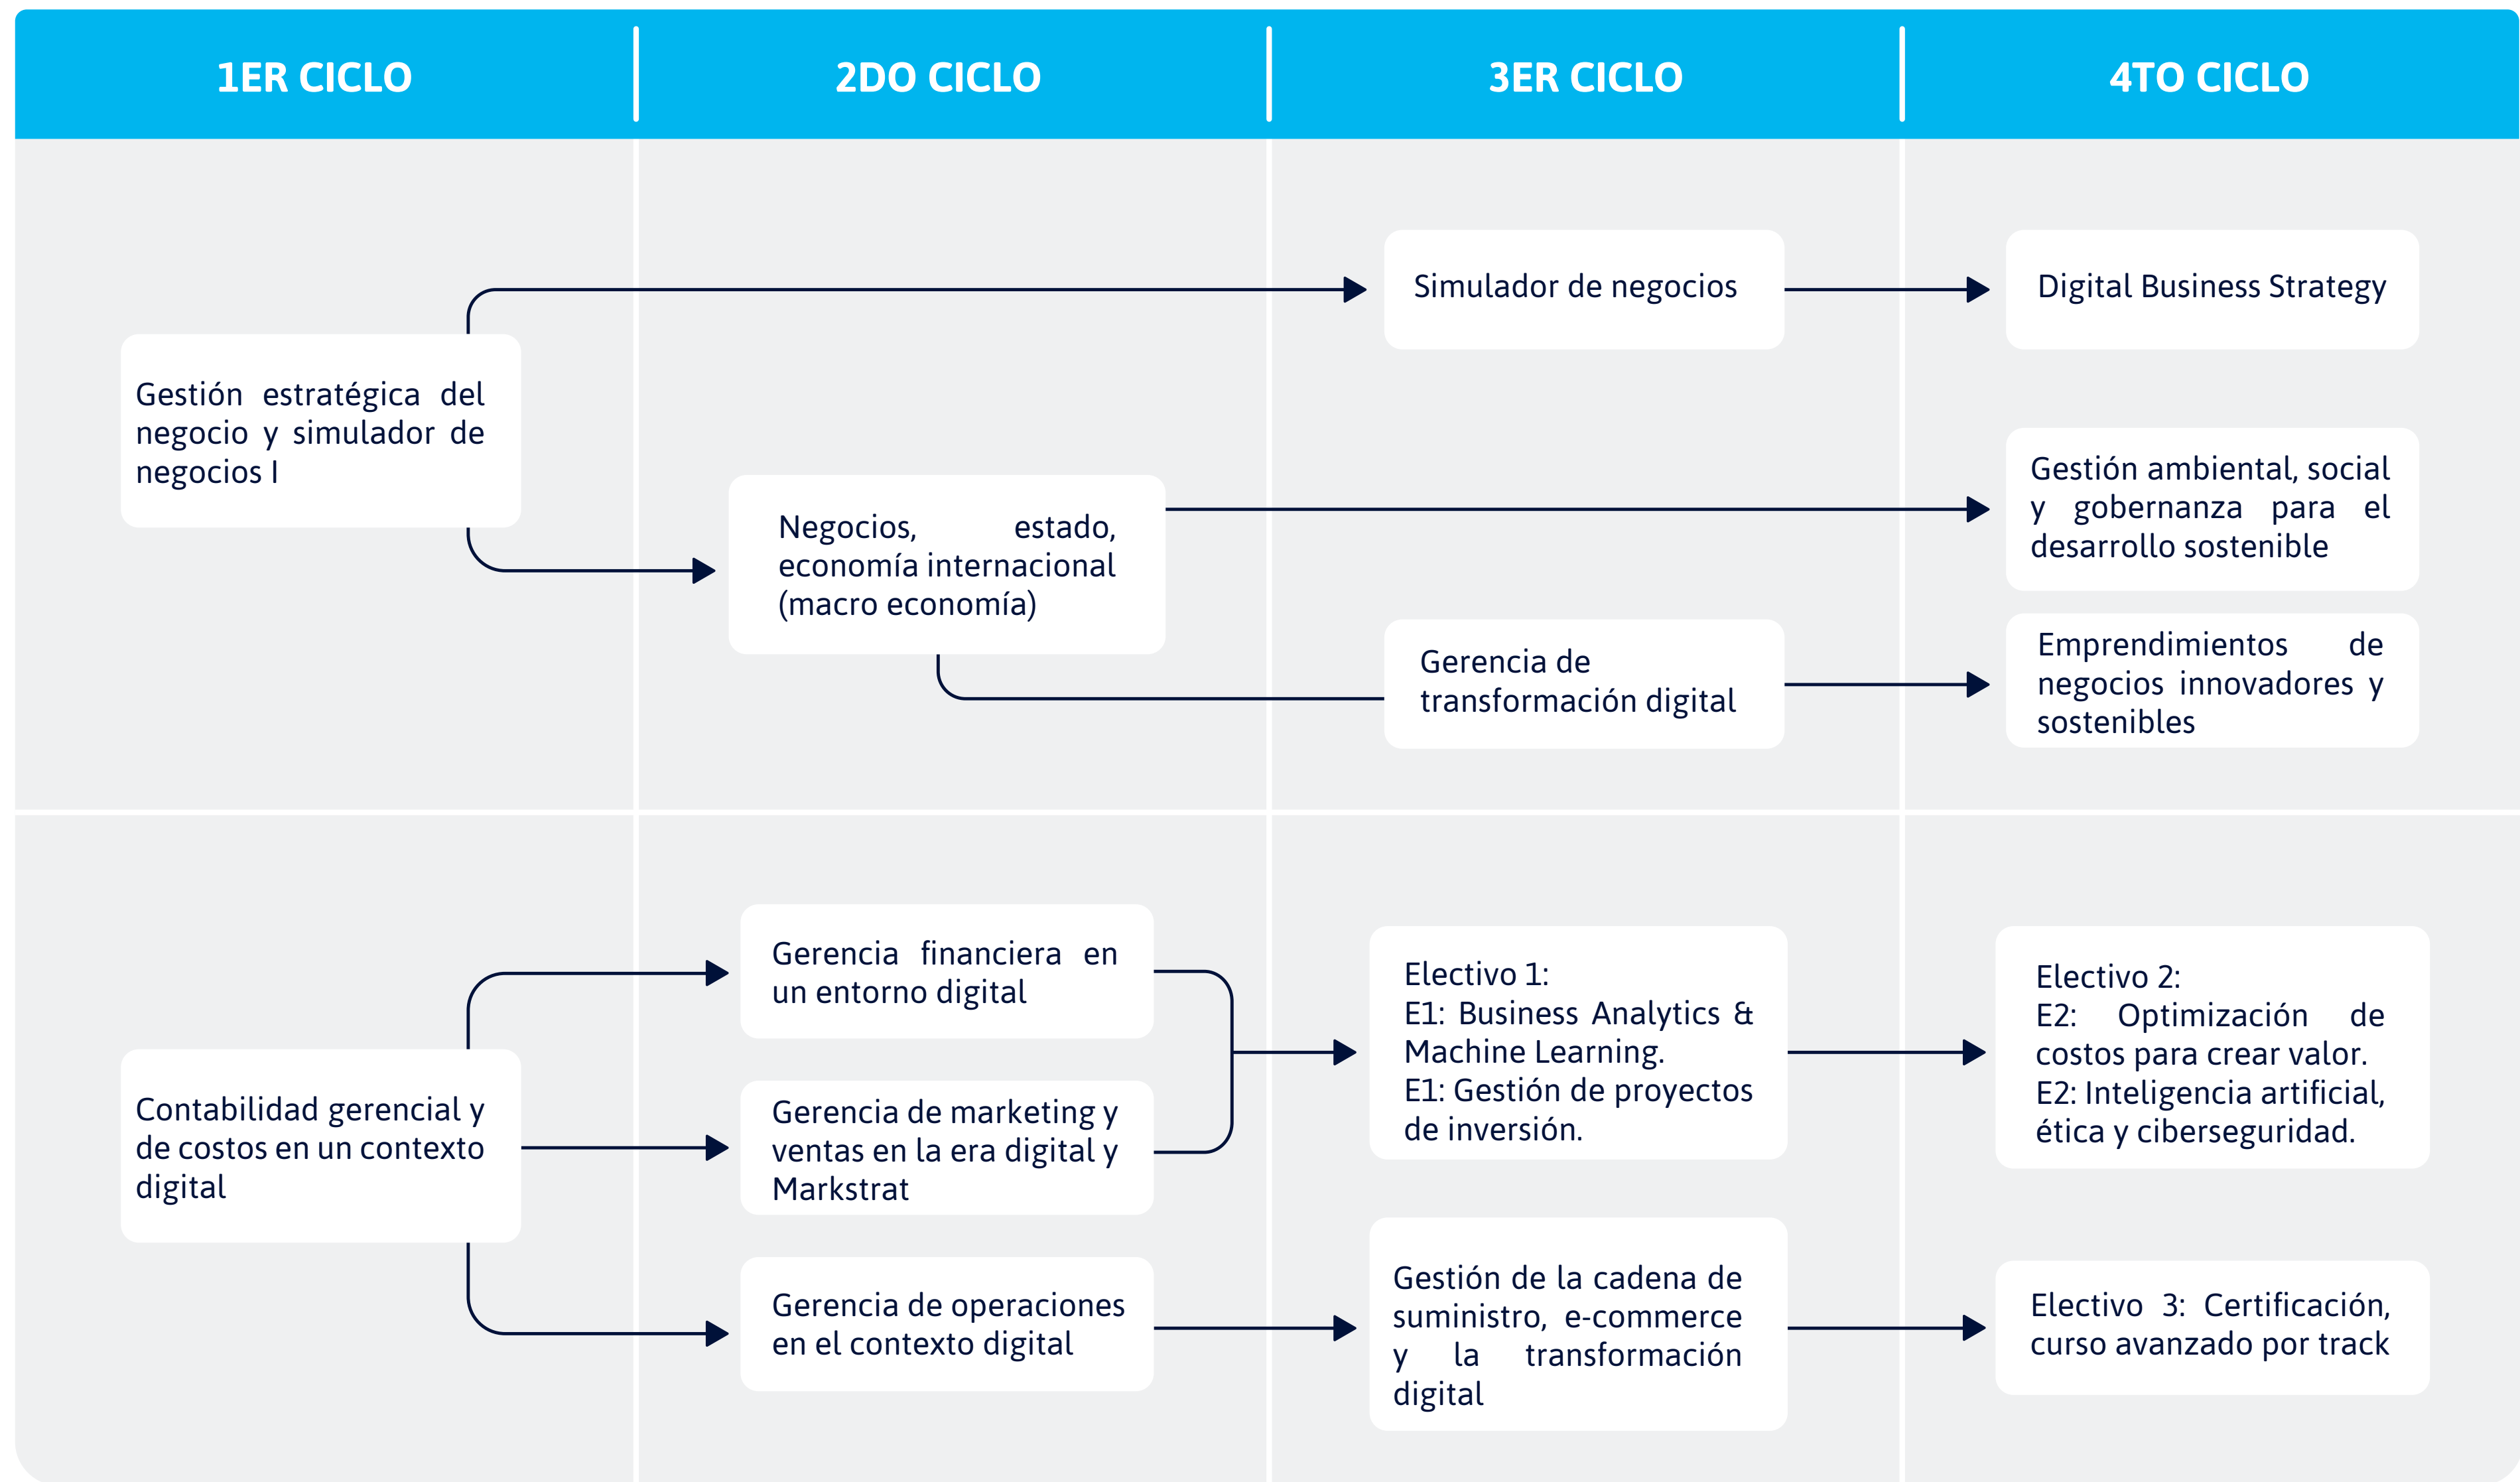 1ER CICLO
2DO CICLO
3ER CICLO
4TO CICLO
Simulador de negocios
Digital Business Strategy
Gestión estratégica del
negocio y simulador de
negocios I
Negocios, estado,
economía internacional
(macro economía)
Gestión ambiental, social
y gobernanza para el
desarrollo sostenible
Gerencia de
transformación digital
Emprendimientos de
negocios innovadores y
sostenibles
Contabilidad gerencial y
de costos en un contexto
digital
Gerencia financiera en
un entorno digital
Gerencia de marketing y
ventas en la era digital y
Markstrat
Gerencia de operaciones
en el contexto digital
Electivo 1:
E1: Business Analytics &
Machine Learning.
E1: Gestión de proyectos
de inversión.
Gestión de la cadena de
suministro, e-commerce
y la transformación
digital
Electivo 2:
E2: Optimización de
costos para crear valor.
E2: Inteligencia artificial,
ética y ciberseguridad.
Electivo 3: Certificación,
curso avanzado por track